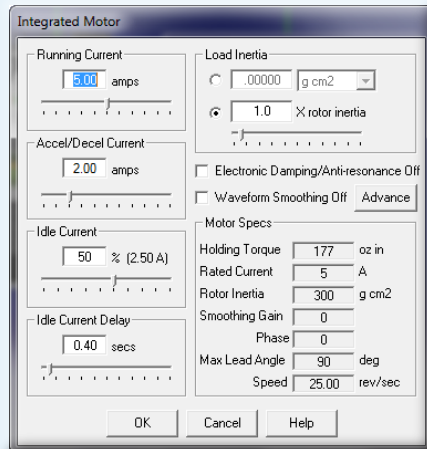 Integrated Motor
Running Current
5.00 amps
Accel/Decel Current
2.00 amps
Idle Current
50 % (2.50 A)
Idle Current Delay
0.40 secs
Load Inertia
.00000 g cm2
1.0 X rotor inertia
Electronic Damping/Anti-resonance Off
Waveform Smoothing Off Advance
Motor Specs
Holding Torque 177 oz in
Rated Current 5 A
Rotor Inertia 300 g cm2
Smoothing Gain 0
Phase 0
Max Lead Angle 90 deg
Speed 25.00 rev/sec
OK Cancel Help